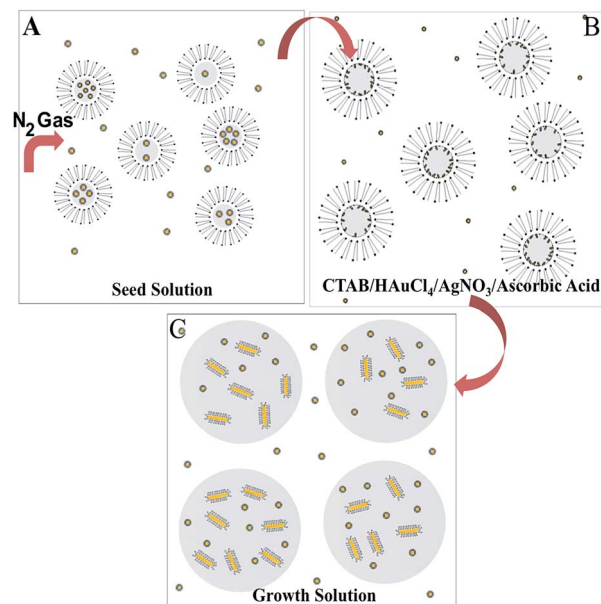 A
B
N₂ Gas
Seed Solution
CTAB/HAuCl₄/AgNO₃/Ascorbic Acid
C
Growth Solution